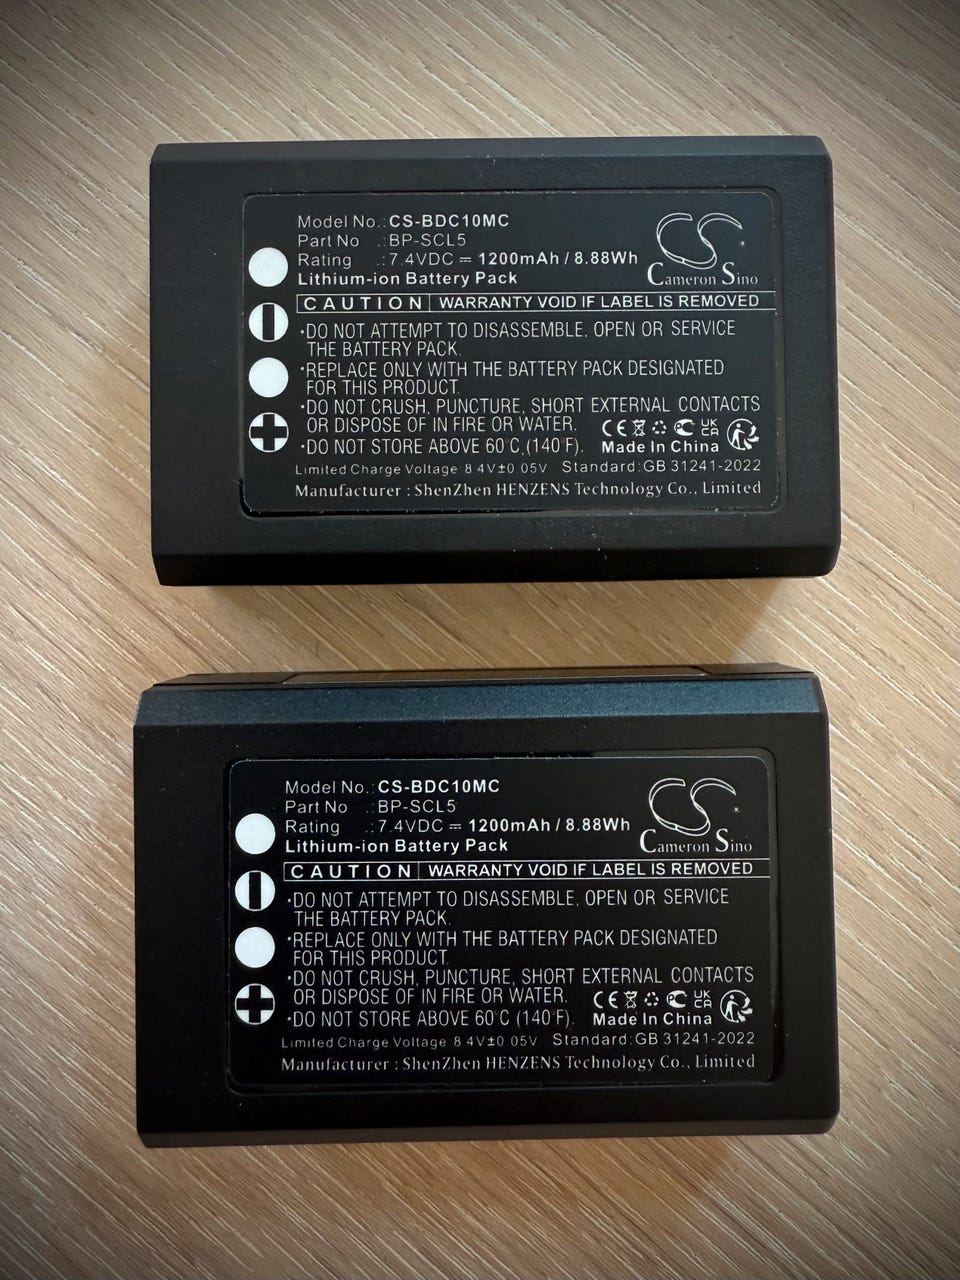 Model No.: CS-BDC10MC
Part No .: BP-SCL5
Rating .: 7.4VDC ⎓ 1200mAh / 8.88Wh
Lithium-ion Battery Pack
CS
Cameron Sino
CAUTION WARRANTY VOID IF LABEL IS REMOVED
•DO NOT ATTEMPT TO DISASSEMBLE, OPEN OR SERVICE
THE BATTERY PACK.
•REPLACE ONLY WITH THE BATTERY PACK DESIGNATED
FOR THIS PRODUCT.
•DO NOT CRUSH, PUNCTURE, SHORT EXTERNAL CONTACTS
OR DISPOSE OF IN FIRE OR WATER.
•DO NOT STORE ABOVE 60°C (140°F).
CE UK CA
Made In China
Limited Charge Voltage 8.4V±0.05V Standard:GB 31241-2022
Manufacturer : ShenZhen HENZENS Technology Co., Limited
Model No.: CS-BDC10MC
Part No .: BP-SCL5
Rating .: 7.4VDC ⎓ 1200mAh / 8.88Wh
Lithium-ion Battery Pack
CS
Cameron Sino
CAUTION WARRANTY VOID IF LABEL IS REMOVED
•DO NOT ATTEMPT TO DISASSEMBLE, OPEN OR SERVICE
THE BATTERY PACK.
•REPLACE ONLY WITH THE BATTERY PACK DESIGNATED
FOR THIS PRODUCT.
•DO NOT CRUSH, PUNCTURE, SHORT EXTERNAL CONTACTS
OR DISPOSE OF IN FIRE OR WATER.
•DO NOT STORE ABOVE 60°C (140°F).
CE UK CA
Made In China
Limited Charge Voltage 8.4V±0.05V Standard:GB 31241-2022
Manufacturer : ShenZhen HENZENS Technology Co., Limited